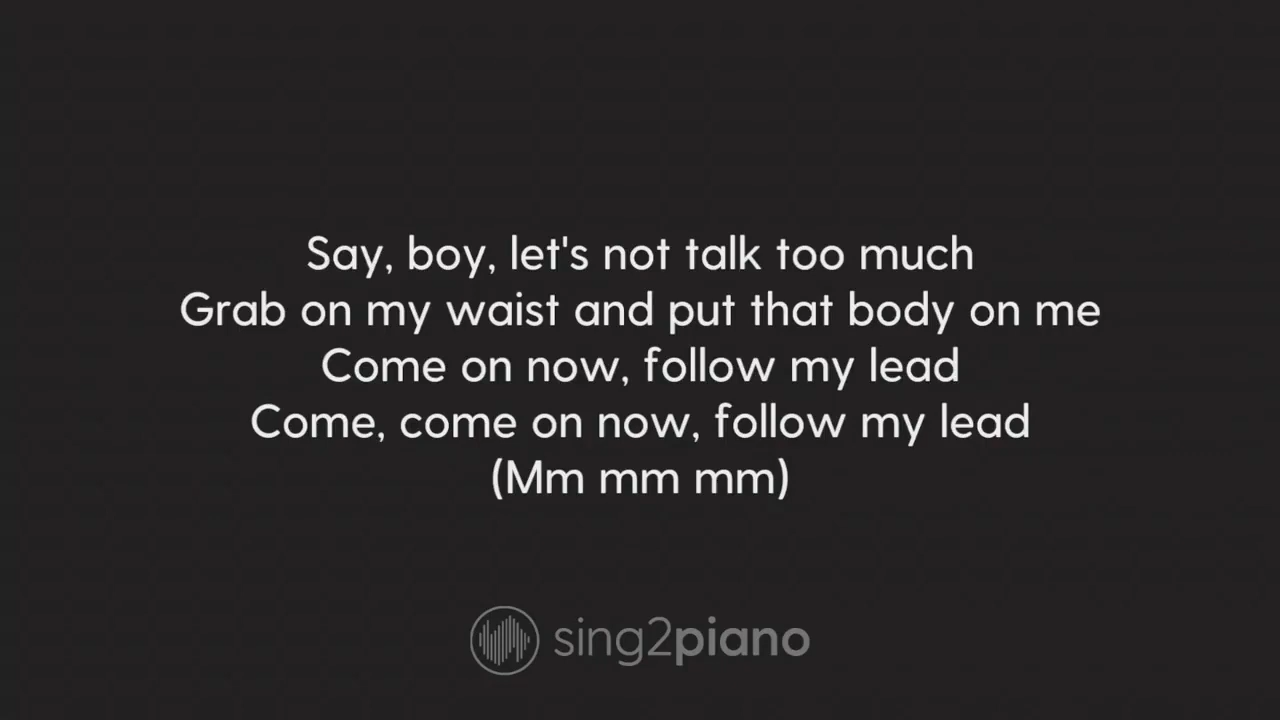 Say, boy, let's not talk too much
Grab on my waist and put that body on me
Come on now, follow my lead
Come, come on now, follow my lead
(Mm mm mm)
sing2piano